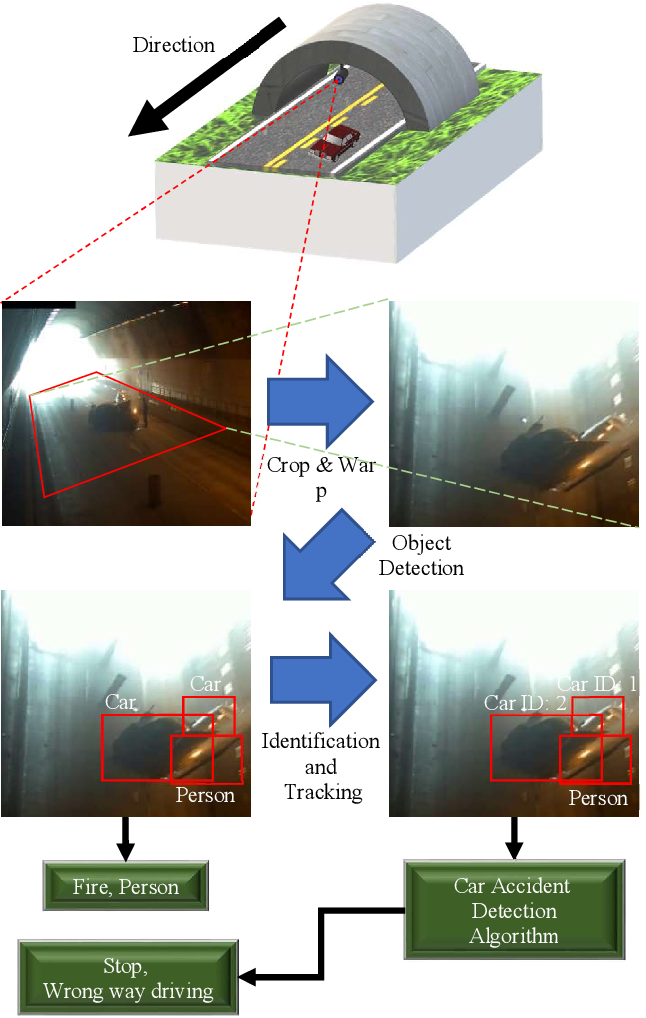 Direction
Crop & War
p
Object
Detection
Car
Car
Person
Identification
and
Tracking
Car ID: 1
Car ID: 2
Person
Fire, Person
Car Accident
Detection
Algorithm
Stop,
Wrong way driving